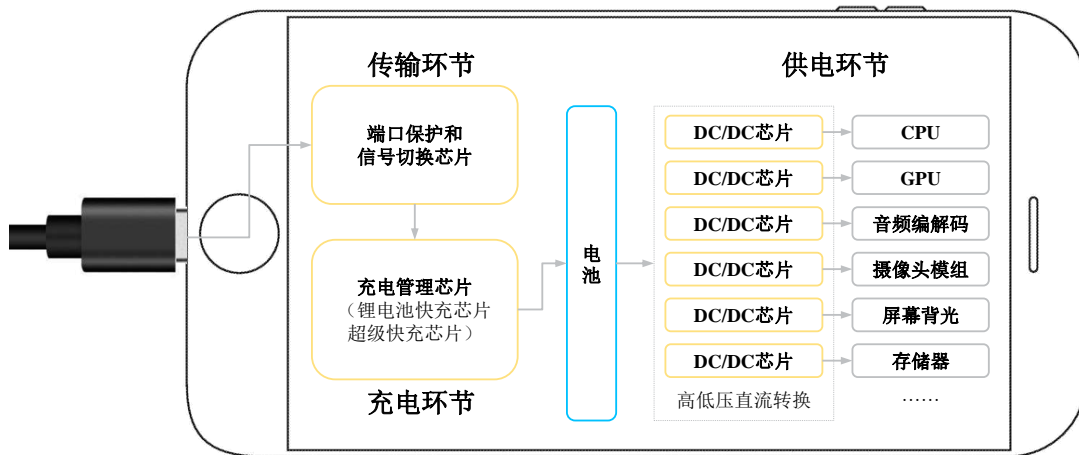 传输环节
端口保护和
信号切换芯片
充电管理芯片
（锂电池快充芯片
超级快充芯片）
充电环节
电
池
供电环节
DC/DC芯片
CPU
DC/DC芯片
GPU
DC/DC芯片
音频编解码
DC/DC芯片
摄像头模组
DC/DC芯片
屏幕背光
DC/DC芯片
存储器
高低压直流转换
……